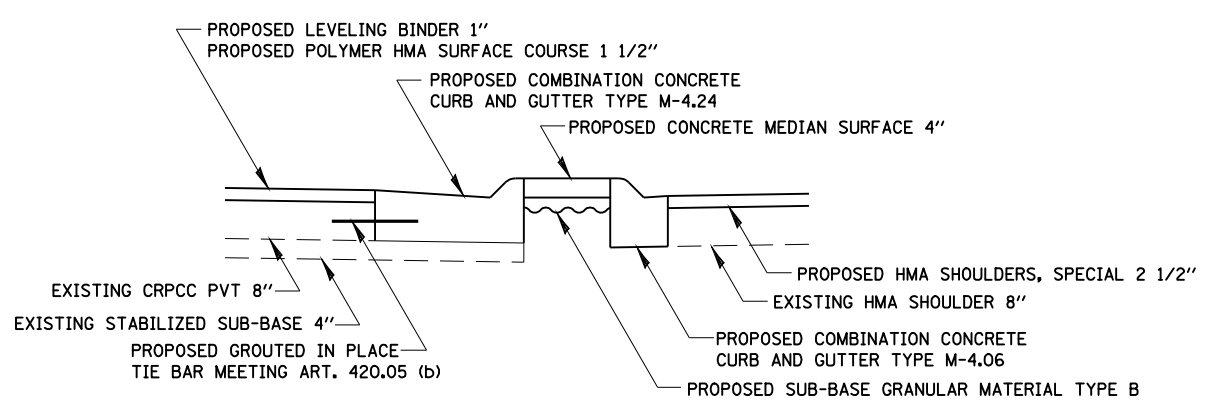 PROPOSED LEVELING BINDER 1"
PROPOSED POLYMER HMA SURFACE COURSE 1 1/2"
PROPOSED COMBINATION CONCRETE
CURB AND GUTTER TYPE M-4.24
PROPOSED CONCRETE MEDIAN SURFACE 4"
PROPOSED HMA SHOULDERS, SPECIAL 2 1/2"
EXISTING CRPCC PVT 8"
EXISTING HMA SHOULDER 8"
EXISTING STABILIZED SUB-BASE 4"
PROPOSED GROUTED IN PLACE
TIE BAR MEETING ART. 420.05 (b)
PROPOSED COMBINATION CONCRETE
CURB AND GUTTER TYPE M-4.06
PROPOSED SUB-BASE GRANULAR MATERIAL TYPE B